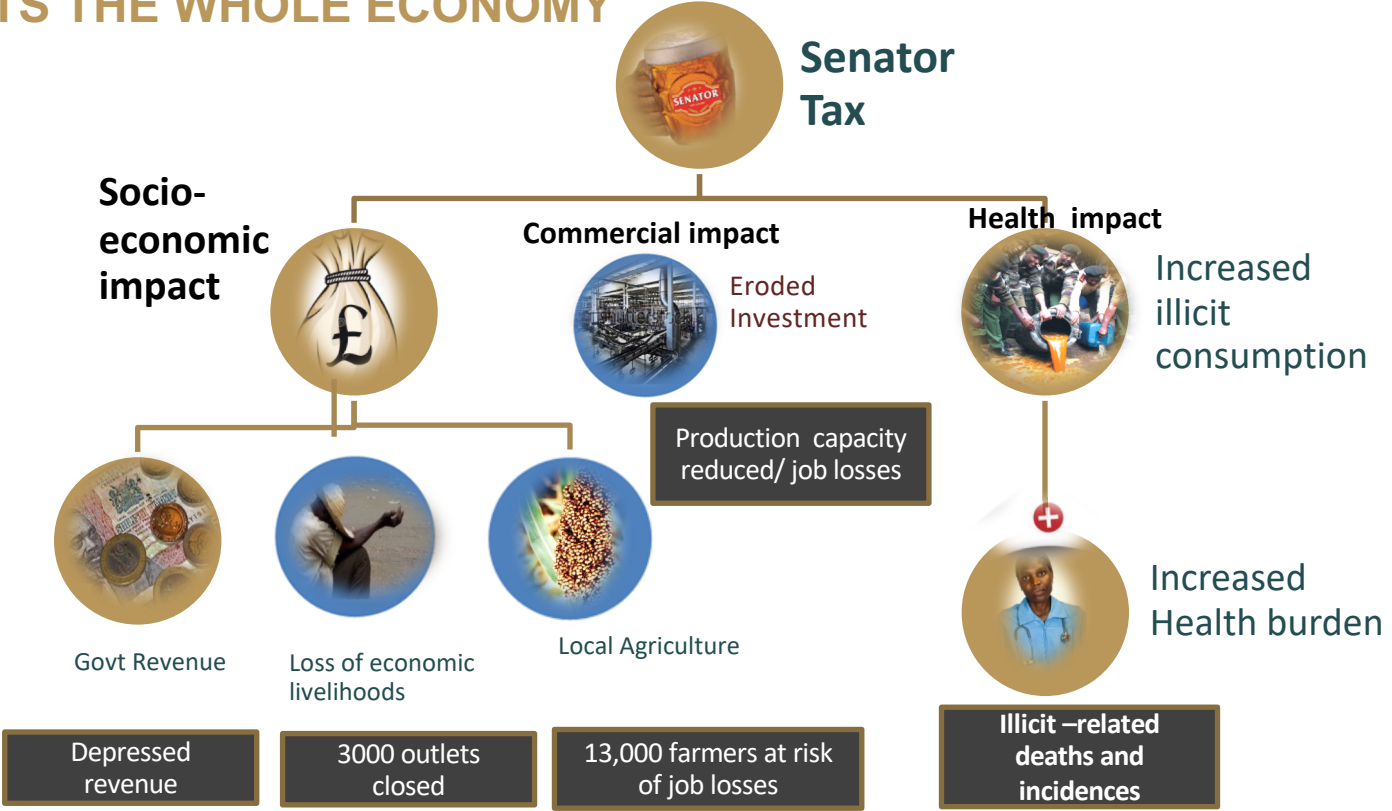 TS THE WHOLE ECONOMY
Senator
Tax
SENATOR
Socio-
economic
impact
£
Commercial impact
Eroded
Investment
Production capacity
reduced/ job losses
Health impact
Increased
illicit
consumption
Increased
Health burden
Govt Revenue
Loss of economic
livelihoods
Local Agriculture
Depressed
revenue
3000 outlets
closed
13,000 farmers at risk
of job losses
Illicit –related
deaths and
incidences